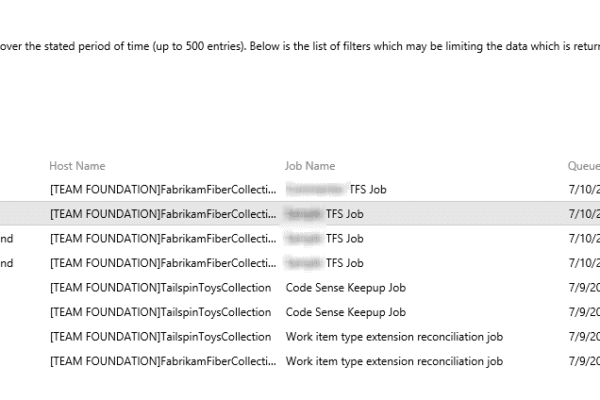 over the stated period of time (up to 500 entries). Below is the list of filters which may be limiting the data which is return
Host Name Job Name Queue
[TEAM FOUNDATION]FabrikamFiberCollecti... TFS Job 7/10/2
[TEAM FOUNDATION]FabrikamFiberCollecti... TFS Job 7/10/2
nd [TEAM FOUNDATION]FabrikamFiberCollecti... TFS Job 7/10/2
nd [TEAM FOUNDATION]FabrikamFiberCollecti... TFS Job 7/10/2
[TEAM FOUNDATION]TailspinToysCollection Code Sense Keepup Job 7/9/20
[TEAM FOUNDATION]TailspinToysCollection Code Sense Keepup Job 7/9/20
[TEAM FOUNDATION]TailspinToysCollection Work item type extension reconciliation job 7/9/20
[TEAM FOUNDATION]FabrikamFiberCollecti... Work item type extension reconciliation job 7/9/20